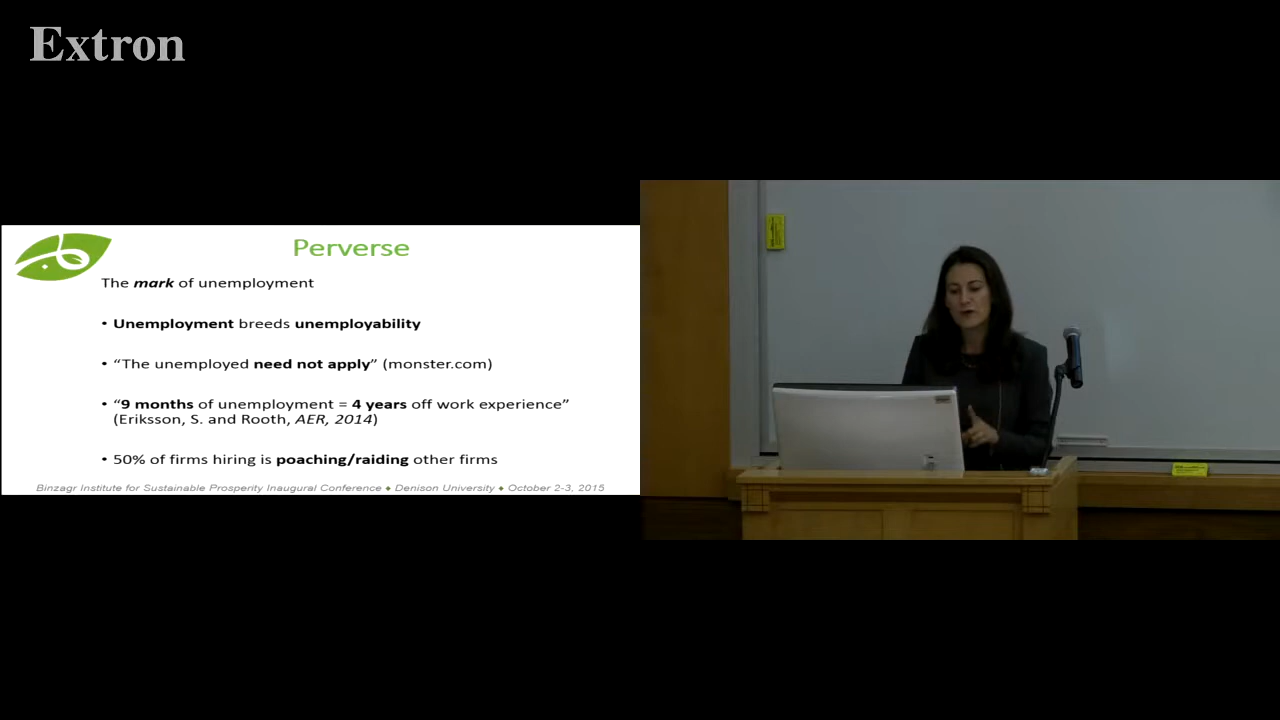 Extron
Perverse
The mark of unemployment
• Unemployment breeds unemployability
• “The unemployed need not apply” (monster.com)
• “9 months of unemployment = 4 years off work experience”
(Eriksson, S. and Rooth, AER, 2014)
• 50% of firms hiring is poaching/raiding other firms
Binzagr Institute for Sustainable Prosperity Inaugural Conference ♦ Denison University ♦ October 2-3, 2015